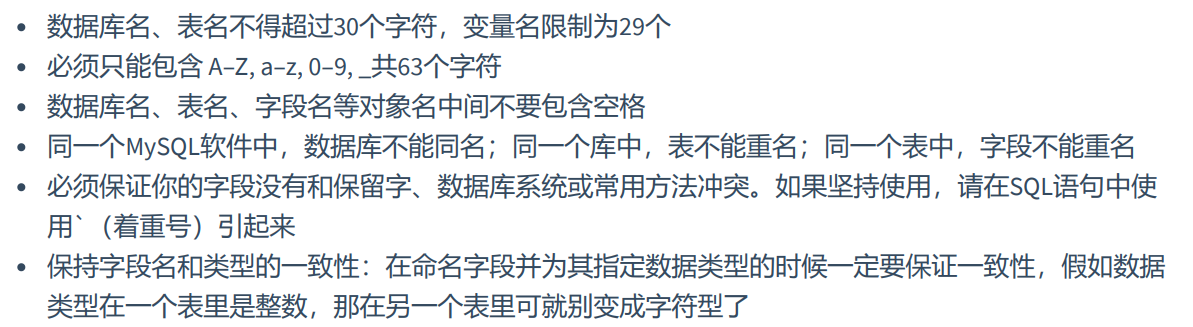 • 数据库名、表名不得超过30个字符，变量名限制为29个
• 必须只能包含 A–Z, a–z, 0–9, _共63个字符
• 数据库名、表名、字段名等对象名中间不要包含空格
• 同一个MySQL软件中，数据库不能同名；同一个库中，表不能重名；同一个表中，字段不能重名
• 必须保证你的字段没有和保留字、数据库系统或常用方法冲突。如果坚持使用，请在SQL语句中使
用`（着重号）引起来
• 保持字段名和类型的一致性：在命名字段并为其指定数据类型的时候一定要保证一致性，假如数据
类型在一个表里是整数，那在另一个表里可就别变成字符型了